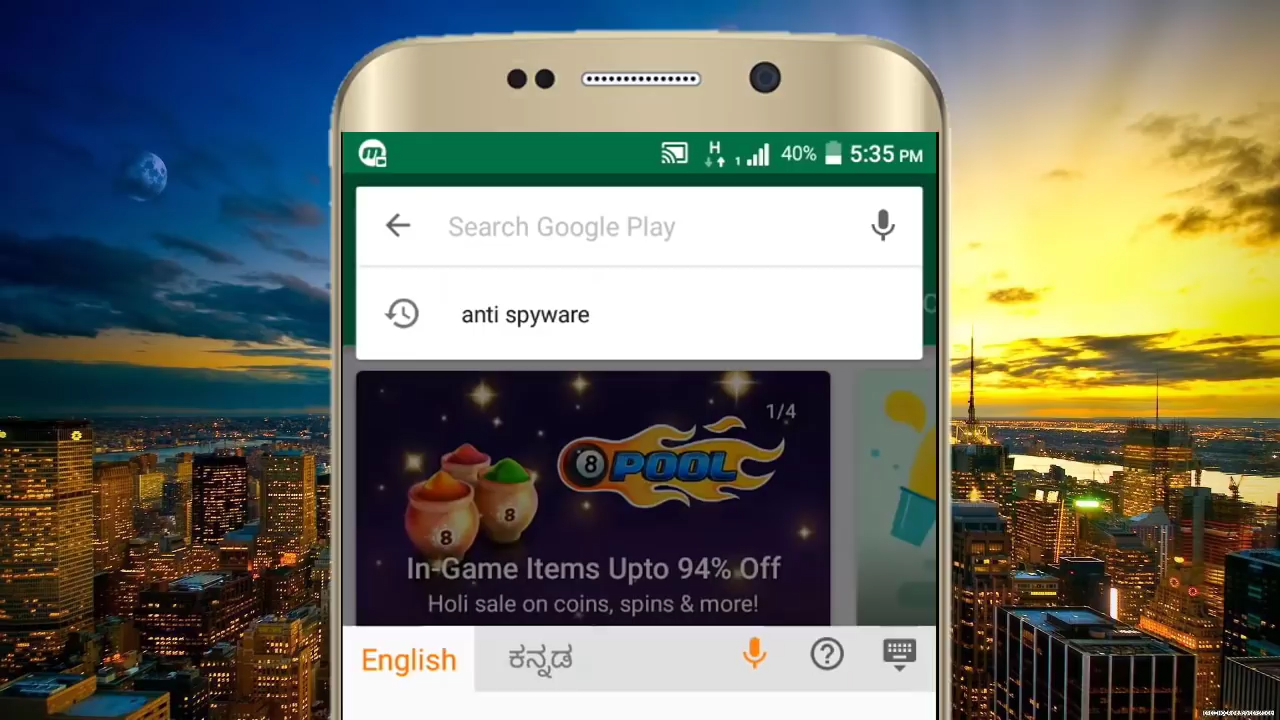 H
1
40%
5:35 PM
Search Google Play
anti spyware
1/4
8 POOL
8
8
In-Game Items Upto 94% Off
Holi sale on coins, spins & more!
English
ಕನ್ನಡ